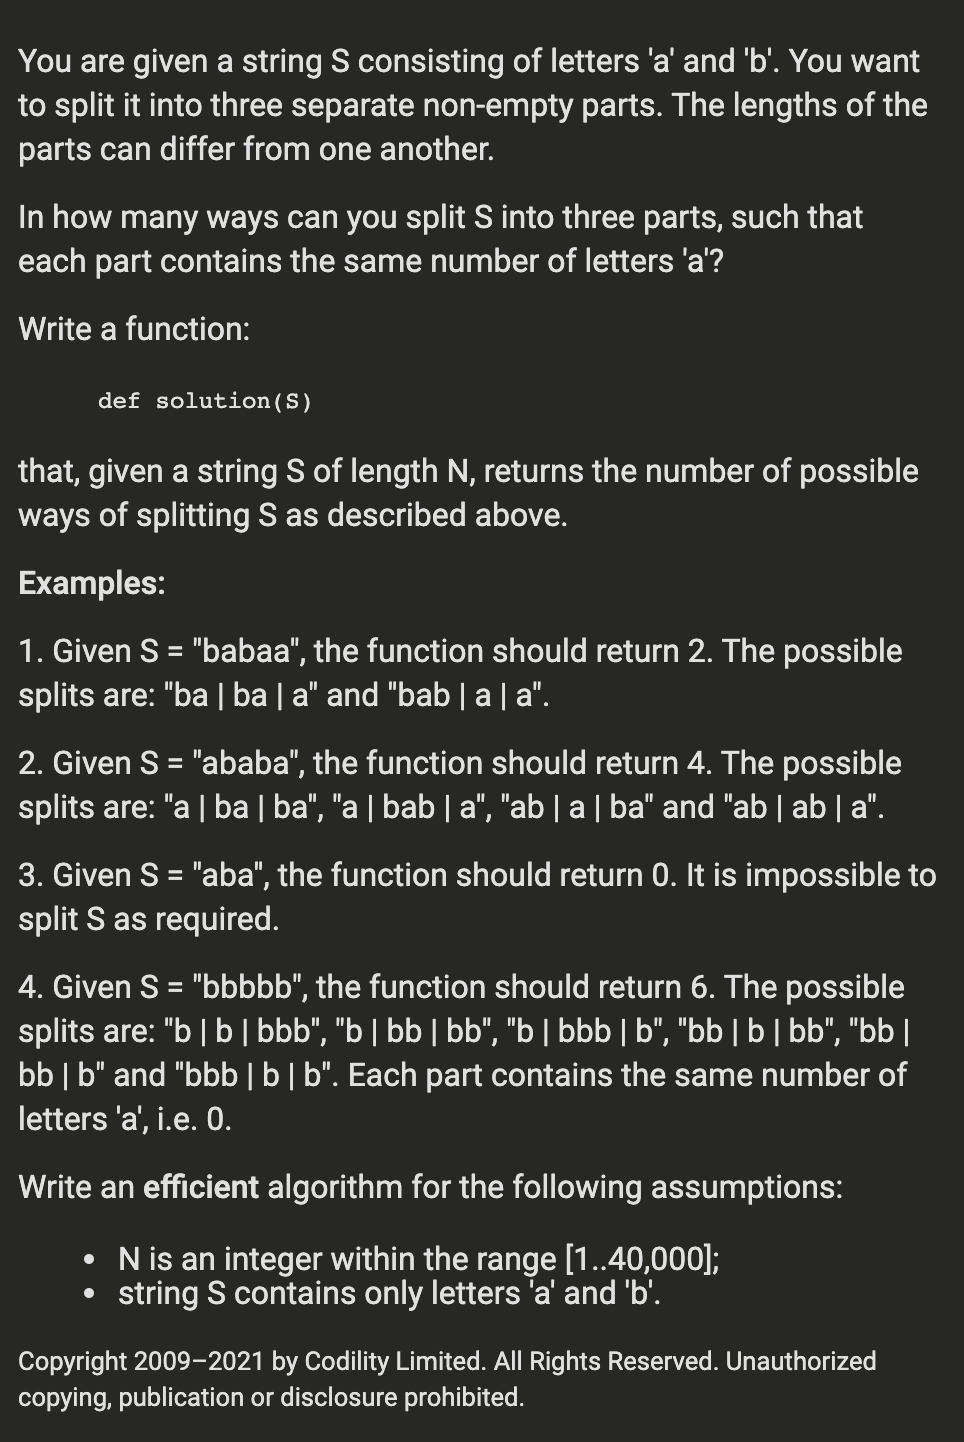 You are given a string S consisting of letters 'a' and 'b'. You want
to split it into three separate non-empty parts. The lengths of the
parts can differ from one another.
In how many ways can you split S into three parts, such that
each part contains the same number of letters 'a'?
Write a function:
def solution(S)
that, given a string S of length N, returns the number of possible
ways of splitting S as described above.
Examples:
1. Given S = "babaa", the function should return 2. The possible
splits are: "ba | ba | a" and "bab | a | a".
2. Given S = "ababa", the function should return 4. The possible
splits are: "a | ba | ba", "a | bab | a", "ab | a | ba" and "ab | ab | a".
3. Given S = "aba", the function should return 0. It is impossible to
split S as required.
4. Given S = "bbbbb", the function should return 6. The possible
splits are: "b | b | bbb", "b | bb | bb", "b | bbb | b", "bb | b | bb", "bb |
bb | b" and "bbb | b | b". Each part contains the same number of
letters 'a', i.e. 0.
Write an efficient algorithm for the following assumptions:
• N is an integer within the range [1..40,000];
• string S contains only letters 'a' and 'b'.
Copyright 2009–2021 by Codility Limited. All Rights Reserved. Unauthorized
copying, publication or disclosure prohibited.